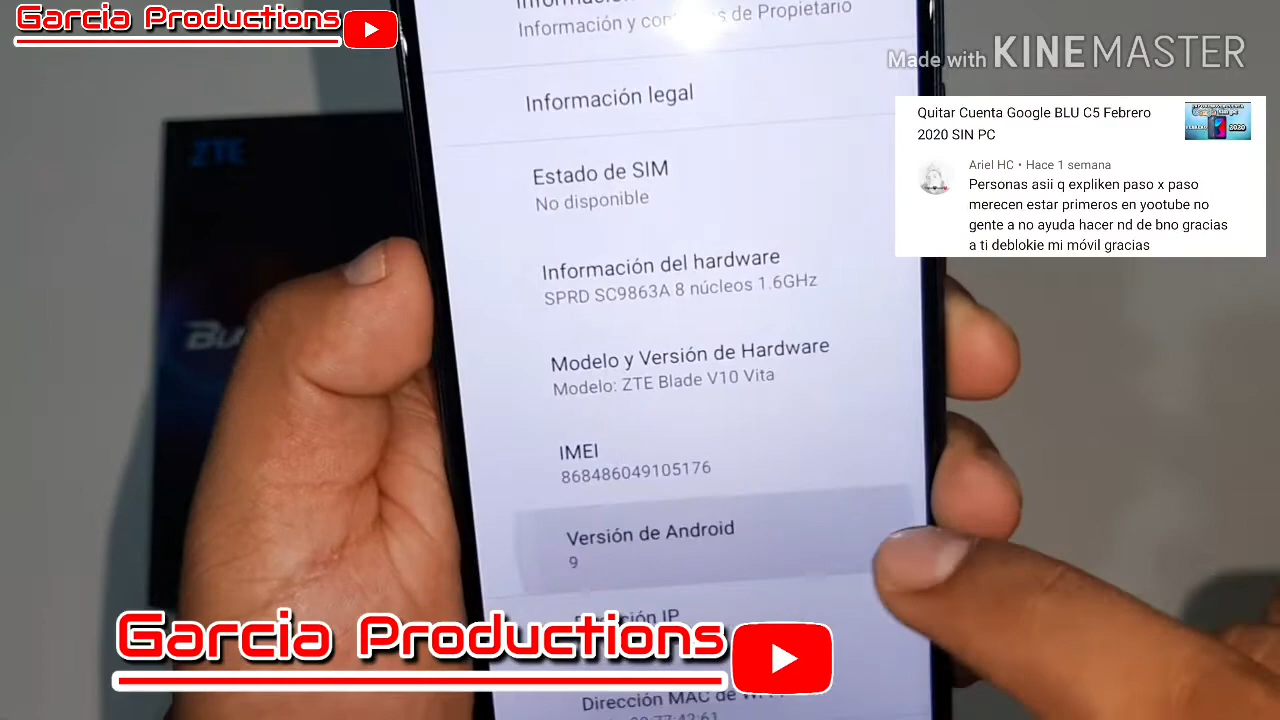 Garcia Productions
Made with KINEMASTER
Información y de Propietario
Información legal
Estado de SIM
No disponible
Información del hardware
SPRD SC9863A 8 núcleos 1.6GHz
Modelo y Versión de Hardware
Modelo: ZTE Blade V10 Vita
IMEI
868486049105176
Versión de Android
9
IP
Dirección MAC de
Quitar Cuenta Google BLU C5 Febrero
2020 SIN PC
Ariel HC • Hace 1 semana
Personas asii q expliken paso x paso
merecen estar primeros en yootube no
gente a no ayuda hacer nd de bno gracias
a ti deblokie mi móvil gracias
ZTE
Garcia Productions